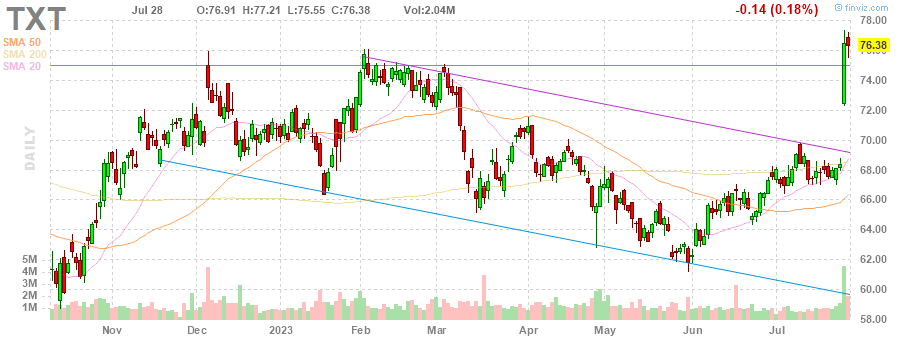 TXT
Jul 28 O:76.91 H:77.21 L:75.55 C:76.38 Vol:2.04M
-0.14 (0.18%)
© finviz.com
SMA 50
SMA 200
SMA 20
DAILY
78.00
76.38
76.00
74.00
72.00
70.00
68.00
66.00
64.00
62.00
60.00
58.00
5M
4M
3M
2M
1M
Nov Dec 2023 Feb Mar Apr May Jun Jul